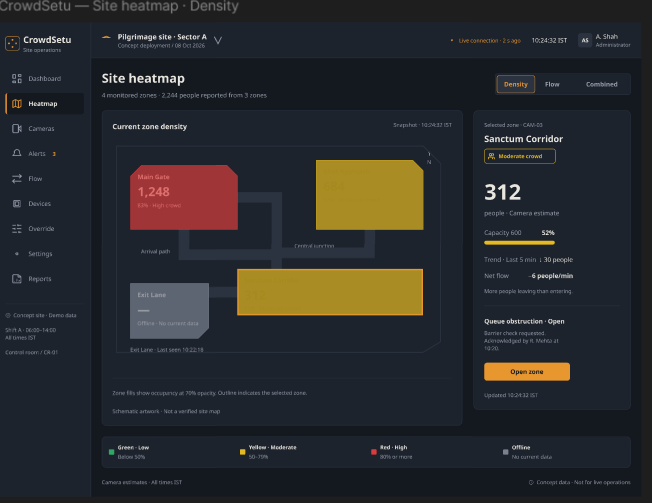 CrowdSetu — Site heatmap · Density
CrowdSetu
Site operations
Pilgrimage site · Sector A
Concept deployment / 08 Oct 2026
Live connection · 2 s ago
10:24:32 IST
AS
A. Shah
Administrator
Dashboard
Heatmap
Cameras
Alerts 3
Flow
Devices
Override
Settings
Reports
Concept site · Demo data
Shift A · 06:00–14:00
All times IST
Control room / CR-01
Site heatmap
4 monitored zones · 2,244 people reported from 3 zones
Density
Flow
Combined
Current zone density
Snapshot · 10:24:32 IST
N
Main Gate
1,248
83% · High crowd
Arrival path
Central junction
Exit Lane
—
Offline · No current data
Exit Lane · Last seen 10:22:18
Zone fills show occupancy at 79% opacity. Outline indicates the selected zone.
Schematic artwork · Not a verified site map
Selected zone · CAM-03
Sanctum Corridor
Moderate crowd
312
people · Camera estimate
Capacity 600
52%
Trend · Last 5 min ↓ 30 people
Net flow
-6 people/min
More people leaving than entering.
Queue obstruction · Open
Barrier check requested.
Acknowledged by R. Mehta at
10:30.
Open zone
Updated 10:24:32 IST
Green · Low
Below 50%
Yellow · Moderate
50–79%
Red · High
80% or more
Offline
No current data
Camera estimates · All times IST
Concept data · Not for live operations